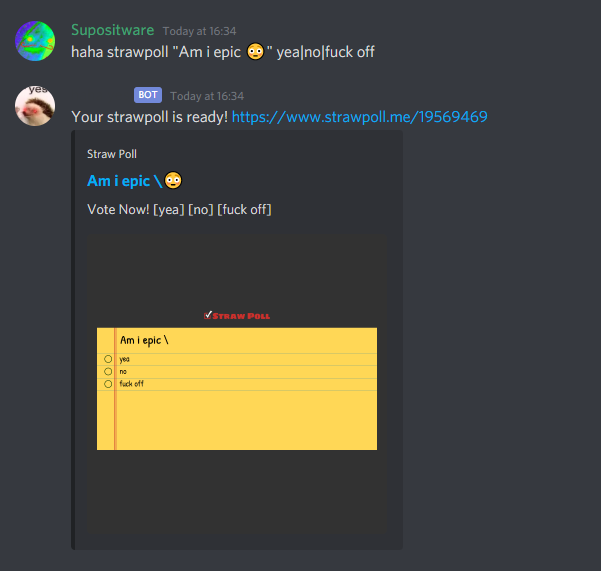 Supositware Today at 16:34
haha strawpoll "Am i epic 😳" yea|no|fuck off
yes
BOT Today at 16:34
Your strawpoll is ready! https://www.strawpoll.me/19569469
Straw Poll
Am i epic \😳
Vote Now! [yea] [no] [fuck off]
STRAW POLL
Am i epic \
yea
no
fuck off